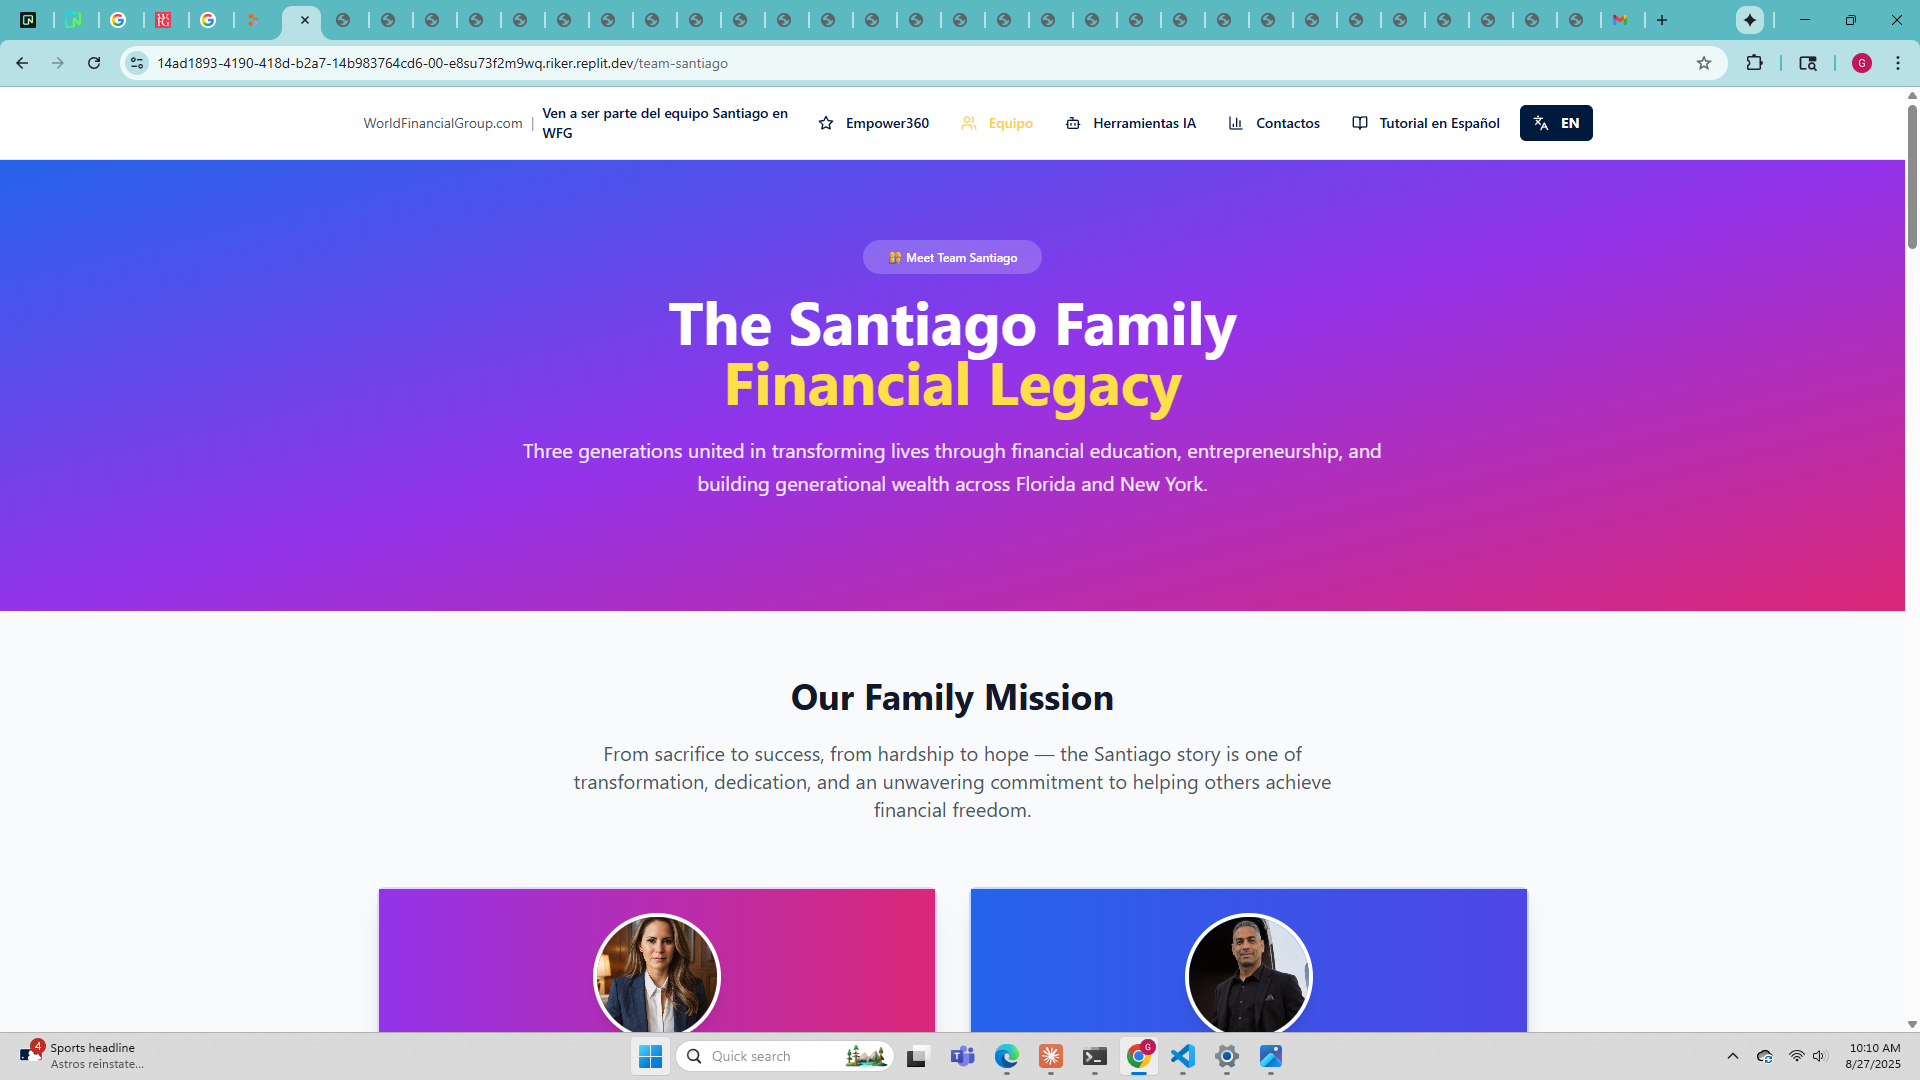 14ad1893-4190-418d-b2a7-14b983764cd6-00-e8su73f2m9wq.riker.replit.dev/team-santiago
G
WorldFinancialGroup.com | Ven a ser parte del equipo Santiago en
WFG
Empower360
Equipo
Herramientas IA
Contactos
Tutorial en Español
EN
Meet Team Santiago
The Santiago Family
Financial Legacy
Three generations united in transforming lives through financial education, entrepreneurship, and
building generational wealth across Florida and New York.
Our Family Mission
From sacrifice to success, from hardship to hope — the Santiago story is one of
transformation, dedication, and an unwavering commitment to helping others achieve
financial freedom.
4
Sports headline
Astros reinstate...
Quick search
G
10:10 AM
8/27/2025